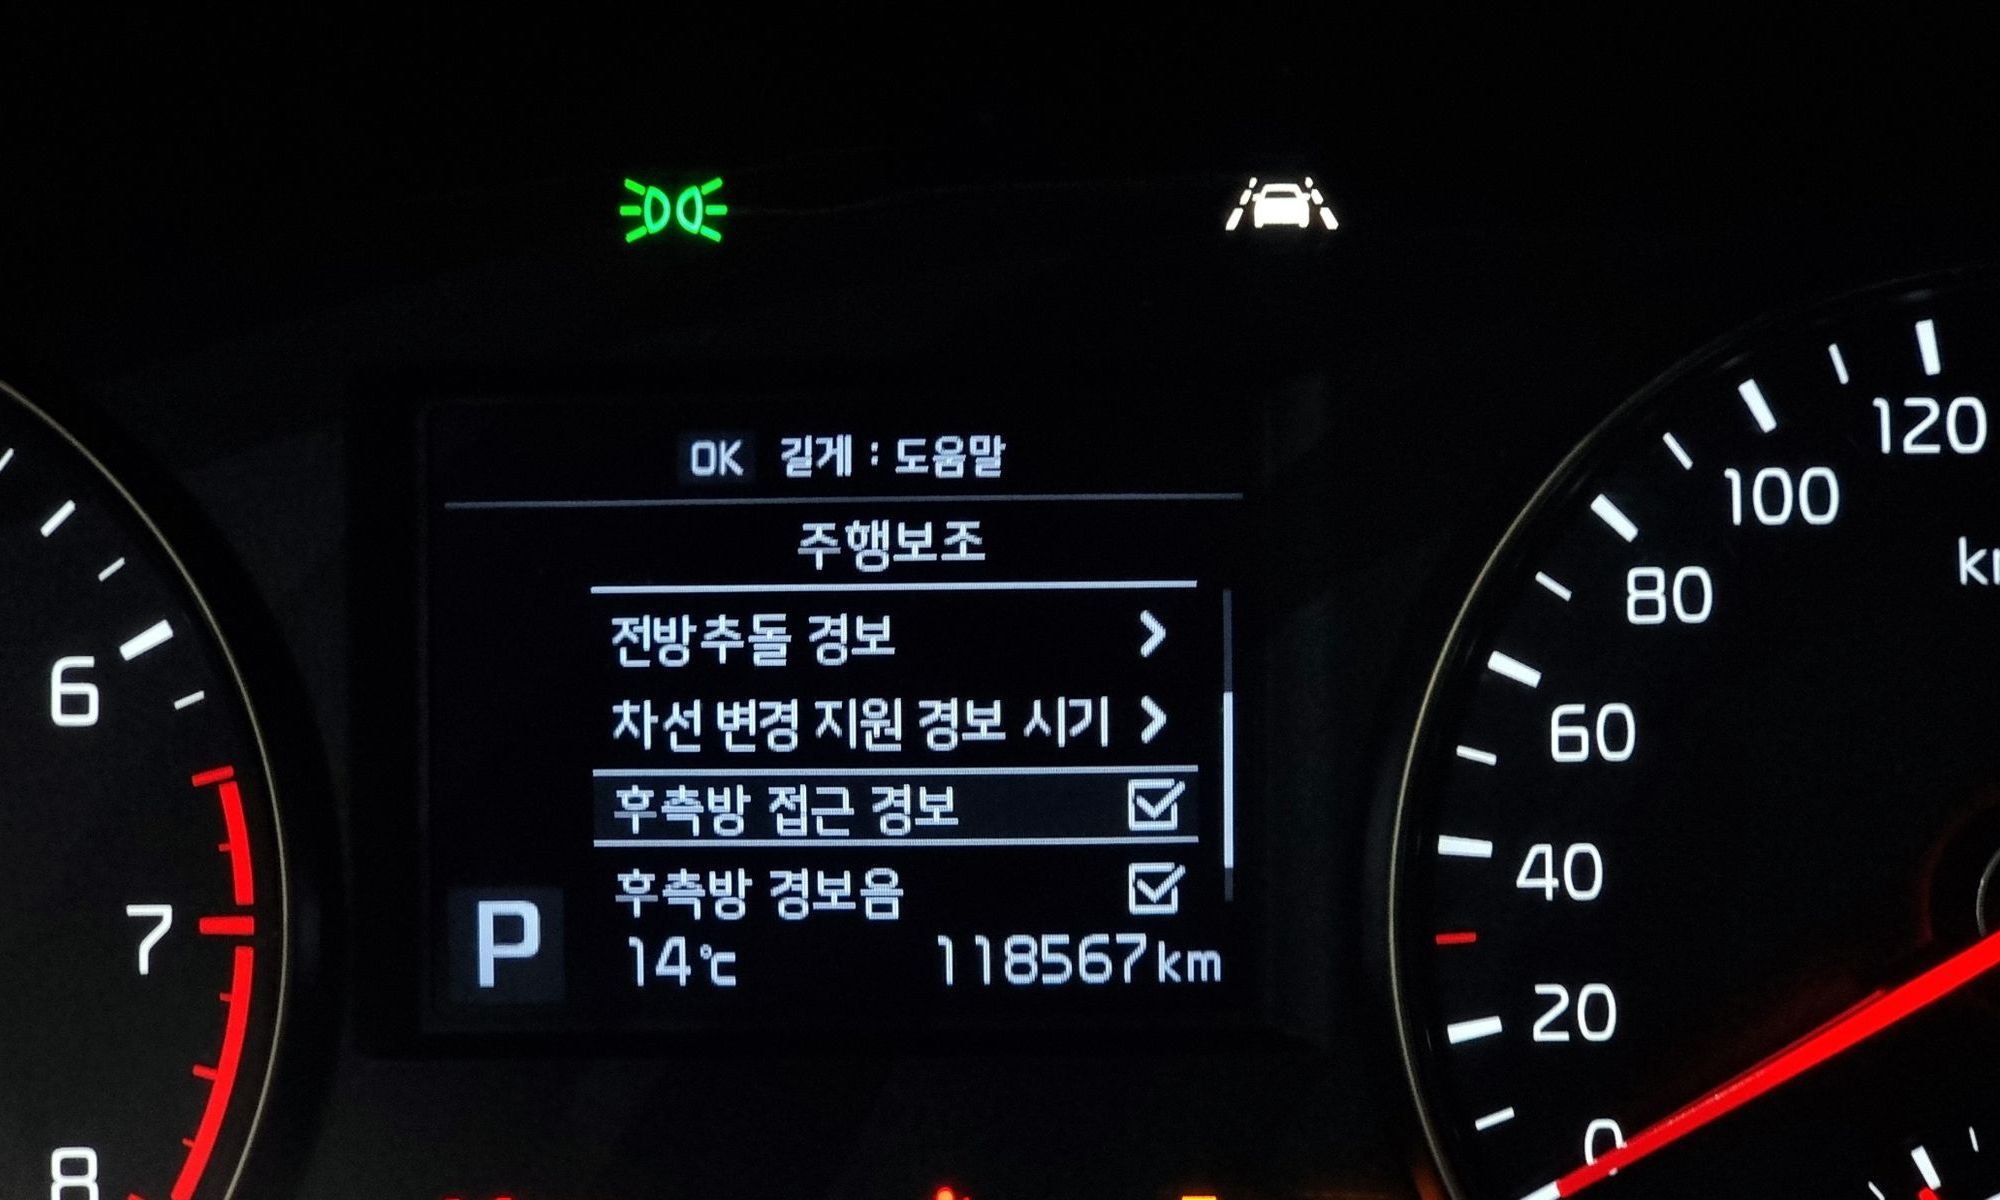 OK 길게 : 도움말
주행보조
전방추돌 경보
차선 변경 지원 경보 시기
후측방 접근 경보
후측방 경보음
P
14℃
118567km
6
7
8
120
100
80
60
40
20
0